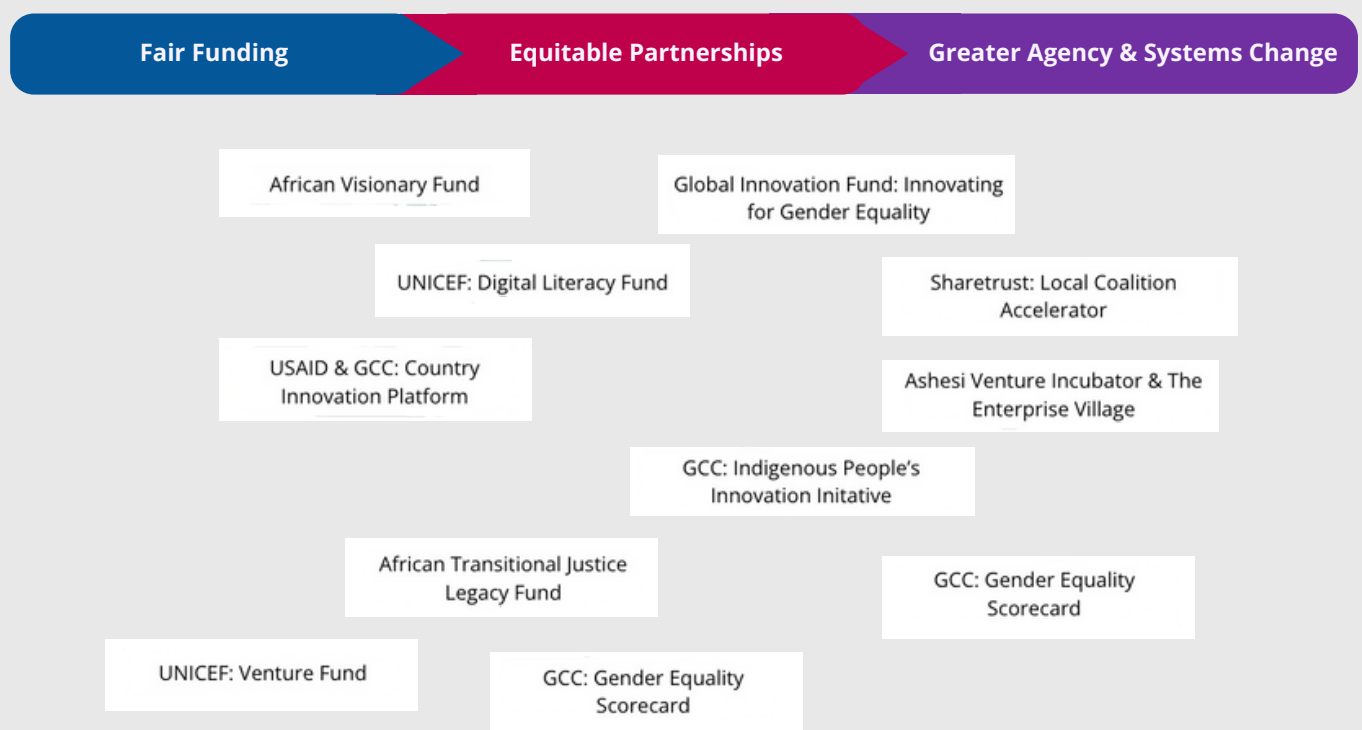 Fair Funding
Equitable Partnerships
Greater Agency & Systems Change
African Visionary Fund
Global Innovation Fund: Innovating
for Gender Equality
UNICEF: Digital Literacy Fund
Sharetrust: Local Coalition
Accelerator
USAID & GCC: Country
Innovation Platform
Ashesi Venture Incubator & The
Enterprise Village
GCC: Indigenous People’s
Innovation Initative
African Transitional Justice
Legacy Fund
GCC: Gender Equality
Scorecard
UNICEF: Venture Fund
GCC: Gender Equality
Scorecard